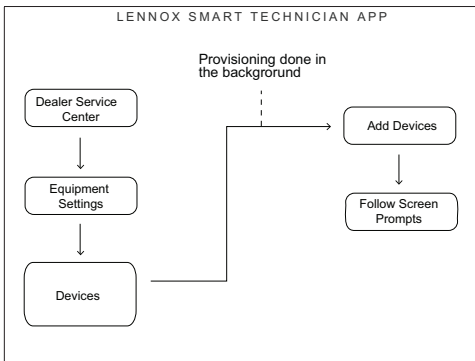 LENNOX SMART TECHNICIAN APP
Provisioning done in
the backgrorund
Dealer Service
Center
Equipment
Settings
Devices
Add Devices
Follow Screen
Prompts